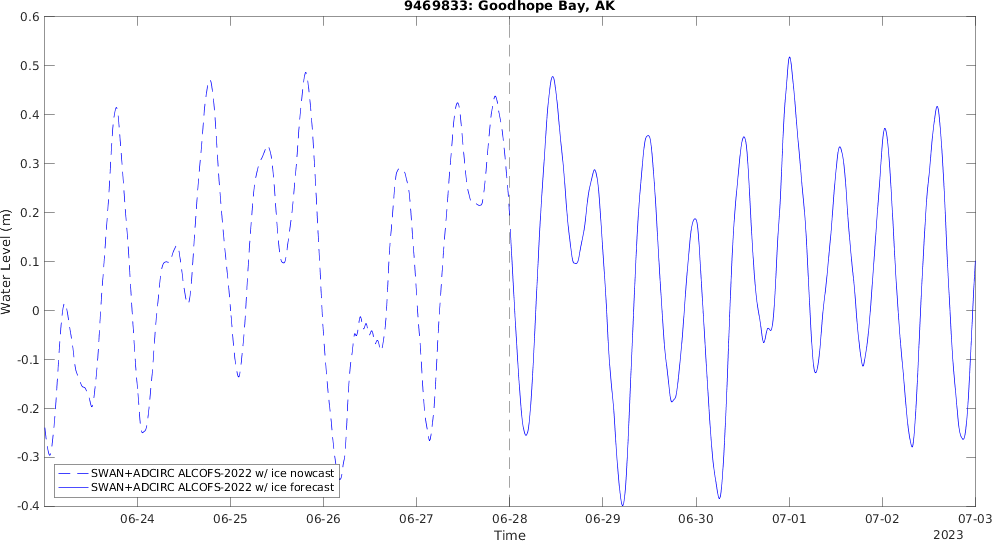 9469833: Goodhope Bay, AK
0.6
0.5
0.4
0.3
0.2
0.1
0
-0.1
-0.2
-0.3
-0.4
Water Level (m)
SWAN+ADCIRC ALCOFS-2022 w/ ice nowcast
SWAN+ADCIRC ALCOFS-2022 w/ ice forecast
06-24 06-25 06-26 06-27 06-28 06-29 06-30 07-01 07-02 07-03
Time
2023